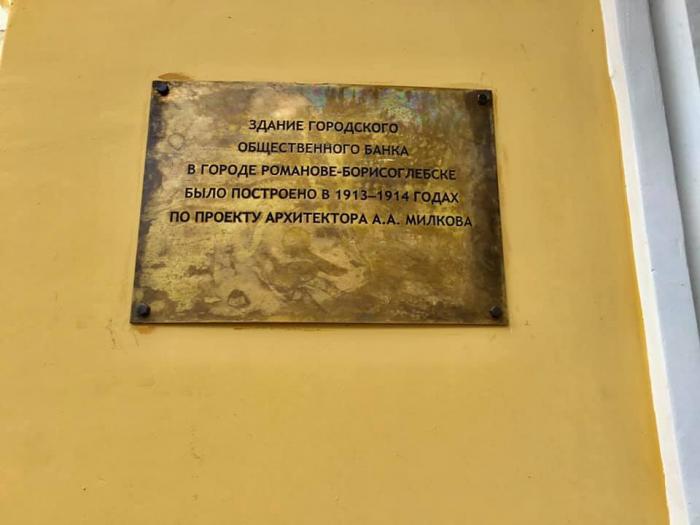 ЗДАНИЕ ГОРОДСКОГО
ОБЩЕСТВЕННОГО БАНКА
В ГОРОДЕ РОМАНОВЕ-БОРИСОГЛЕБСКЕ
БЫЛО ПОСТРОЕНО В 1913–1914 ГОДАХ
ПО ПРОЕКТУ АРХИТЕКТОРА А.А. МИЛКОВА